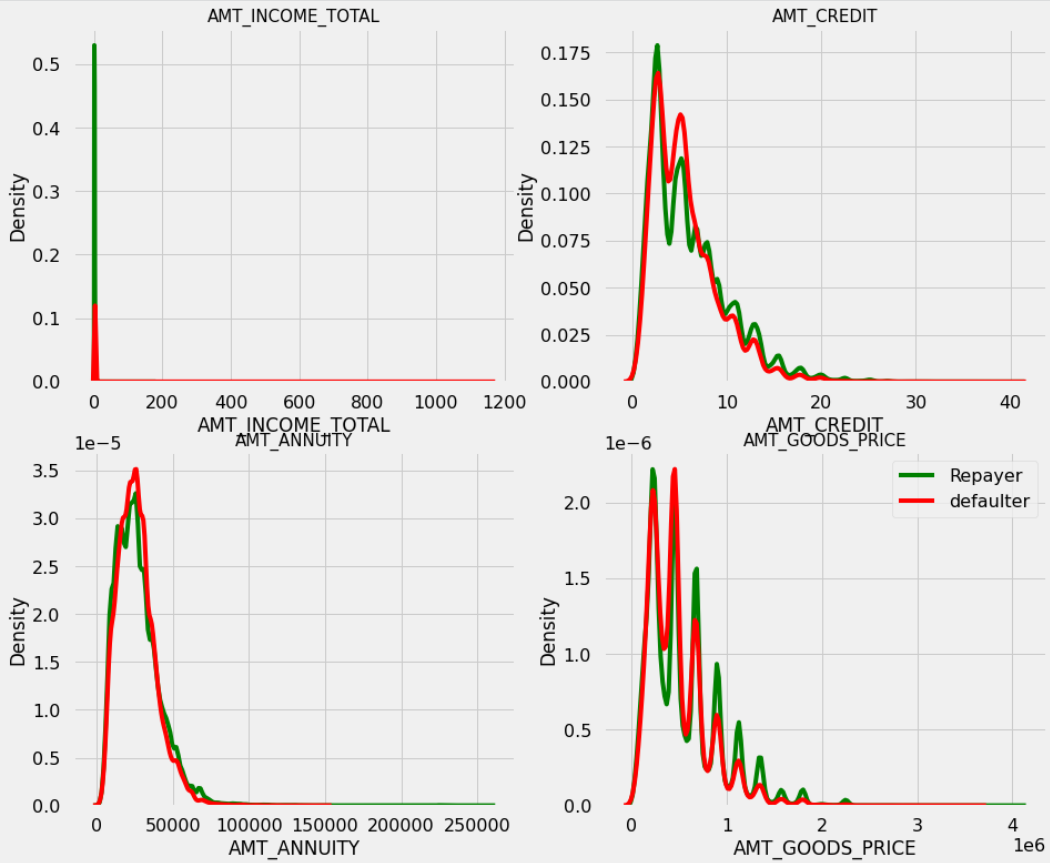 AMT_INCOME_TOTAL
Density
0.5
0.4
0.3
0.2
0.1
0.0
0 200 400 600 800 1000 1200
AMT_INCOME_TOTAL
AMT_CREDIT
Density
0.175
0.150
0.125
0.100
0.075
0.050
0.025
0.000
0 10 20 30 40
AMT_CREDIT
1e−5
AMT_ANNUITY
Density
3.5
3.0
2.5
2.0
1.5
1.0
0.5
0.0
0 50000 100000 150000 200000 250000
AMT_ANNUITY
1e−6
AMT_GOODS_PRICE
Repayer
defaulter
Density
2.0
1.5
1.0
0.5
0.0
0 1 2 3 4
1e6
AMT_GOODS_PRICE